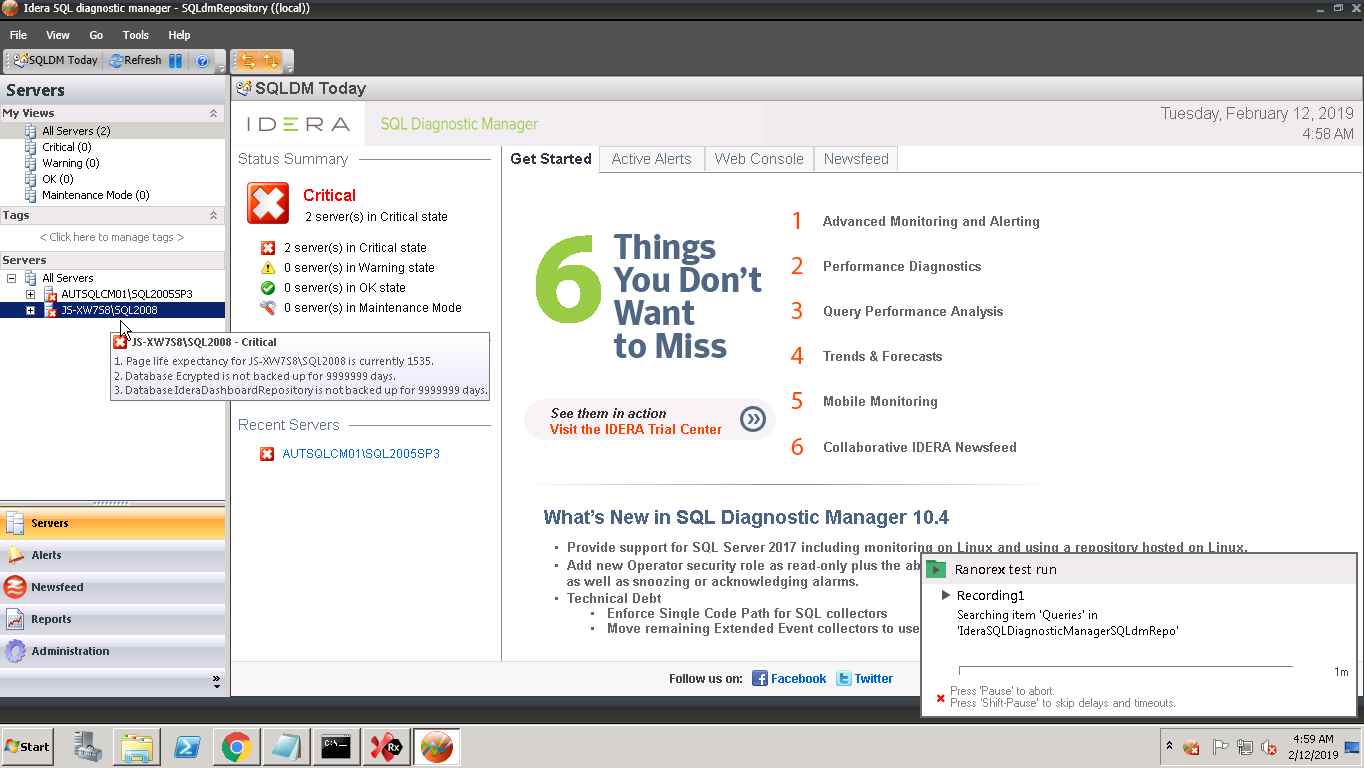 Idera SQL diagnostic manager - SQLdmRepository ((local))
File View Go Tools Help
SQLDM Today Refresh
Servers
My Views
All Servers (2)
Critical (0)
Warning (0)
OK (0)
Maintenance Mode (0)
Tags
< Click here to manage tags >
Servers
All Servers
AUTSQLCM01\SQL2005SP3
JS-XW7S8\SQL2008
JS-XW7S8\SQL2008 - Critical
1. Page life expectancy for JS-XW7S8\SQL2008 is currently 1535.
2. Database Ecrypted is not backed up for 9999999 days.
3. Database IderaDashboardRepository is not backed up for 9999999 days.
Servers
Alerts
Newsfeed
Reports
Administration
SQLDM Today
IDERA SQL Diagnostic Manager
Tuesday, February 12, 2019
4:58 AM
Status Summary
Critical
2 server(s) in Critical state
2 server(s) in Critical state
0 server(s) in Warning state
0 server(s) in OK state
0 server(s) in Maintenance Mode
Recent Servers
AUTSQLCM01\SQL2005SP3
Get Started Active Alerts Web Console Newsfeed
6 Things
You Don't
Want
to Miss
See them in action
Visit the IDERA Trial Center
1 Advanced Monitoring and Alerting
2 Performance Diagnostics
3 Query Performance Analysis
4 Trends & Forecasts
5 Mobile Monitoring
6 Collaborative IDERA Newsfeed
What's New in SQL Diagnostic Manager 10.4
• Provide support for SQL Server 2017 including monitoring on Linux and using a repository hosted on Linux.
• Add new Operator security role as read-only plus the ab
as well as snoozing or acknowledging alarms.
• Technical Debt
• Enforce Single Code Path for SQL collectors
• Move remaining Extended Event collectors to use
Follow us on: Facebook Twitter
Ranorex test run
Recording1
Searching item 'Queries' in
'IderaSQLDiagnosticManagerSQLdmRepo'
1m
Press 'Pause' to abort.
Press 'Shift-Pause' to skip delays and timeouts.
Start
C:\_
Rx
4:59 AM
2/12/2019